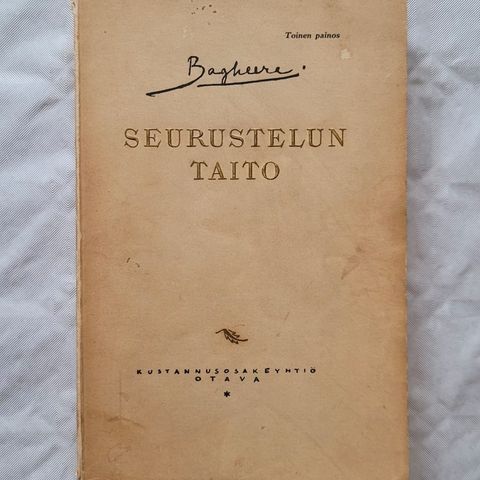 Toinen painos
Bagheera.
SEURUSTELUN
TAITO
KUSTANNUSOSAKEYHTIÖ
OTAVA
*